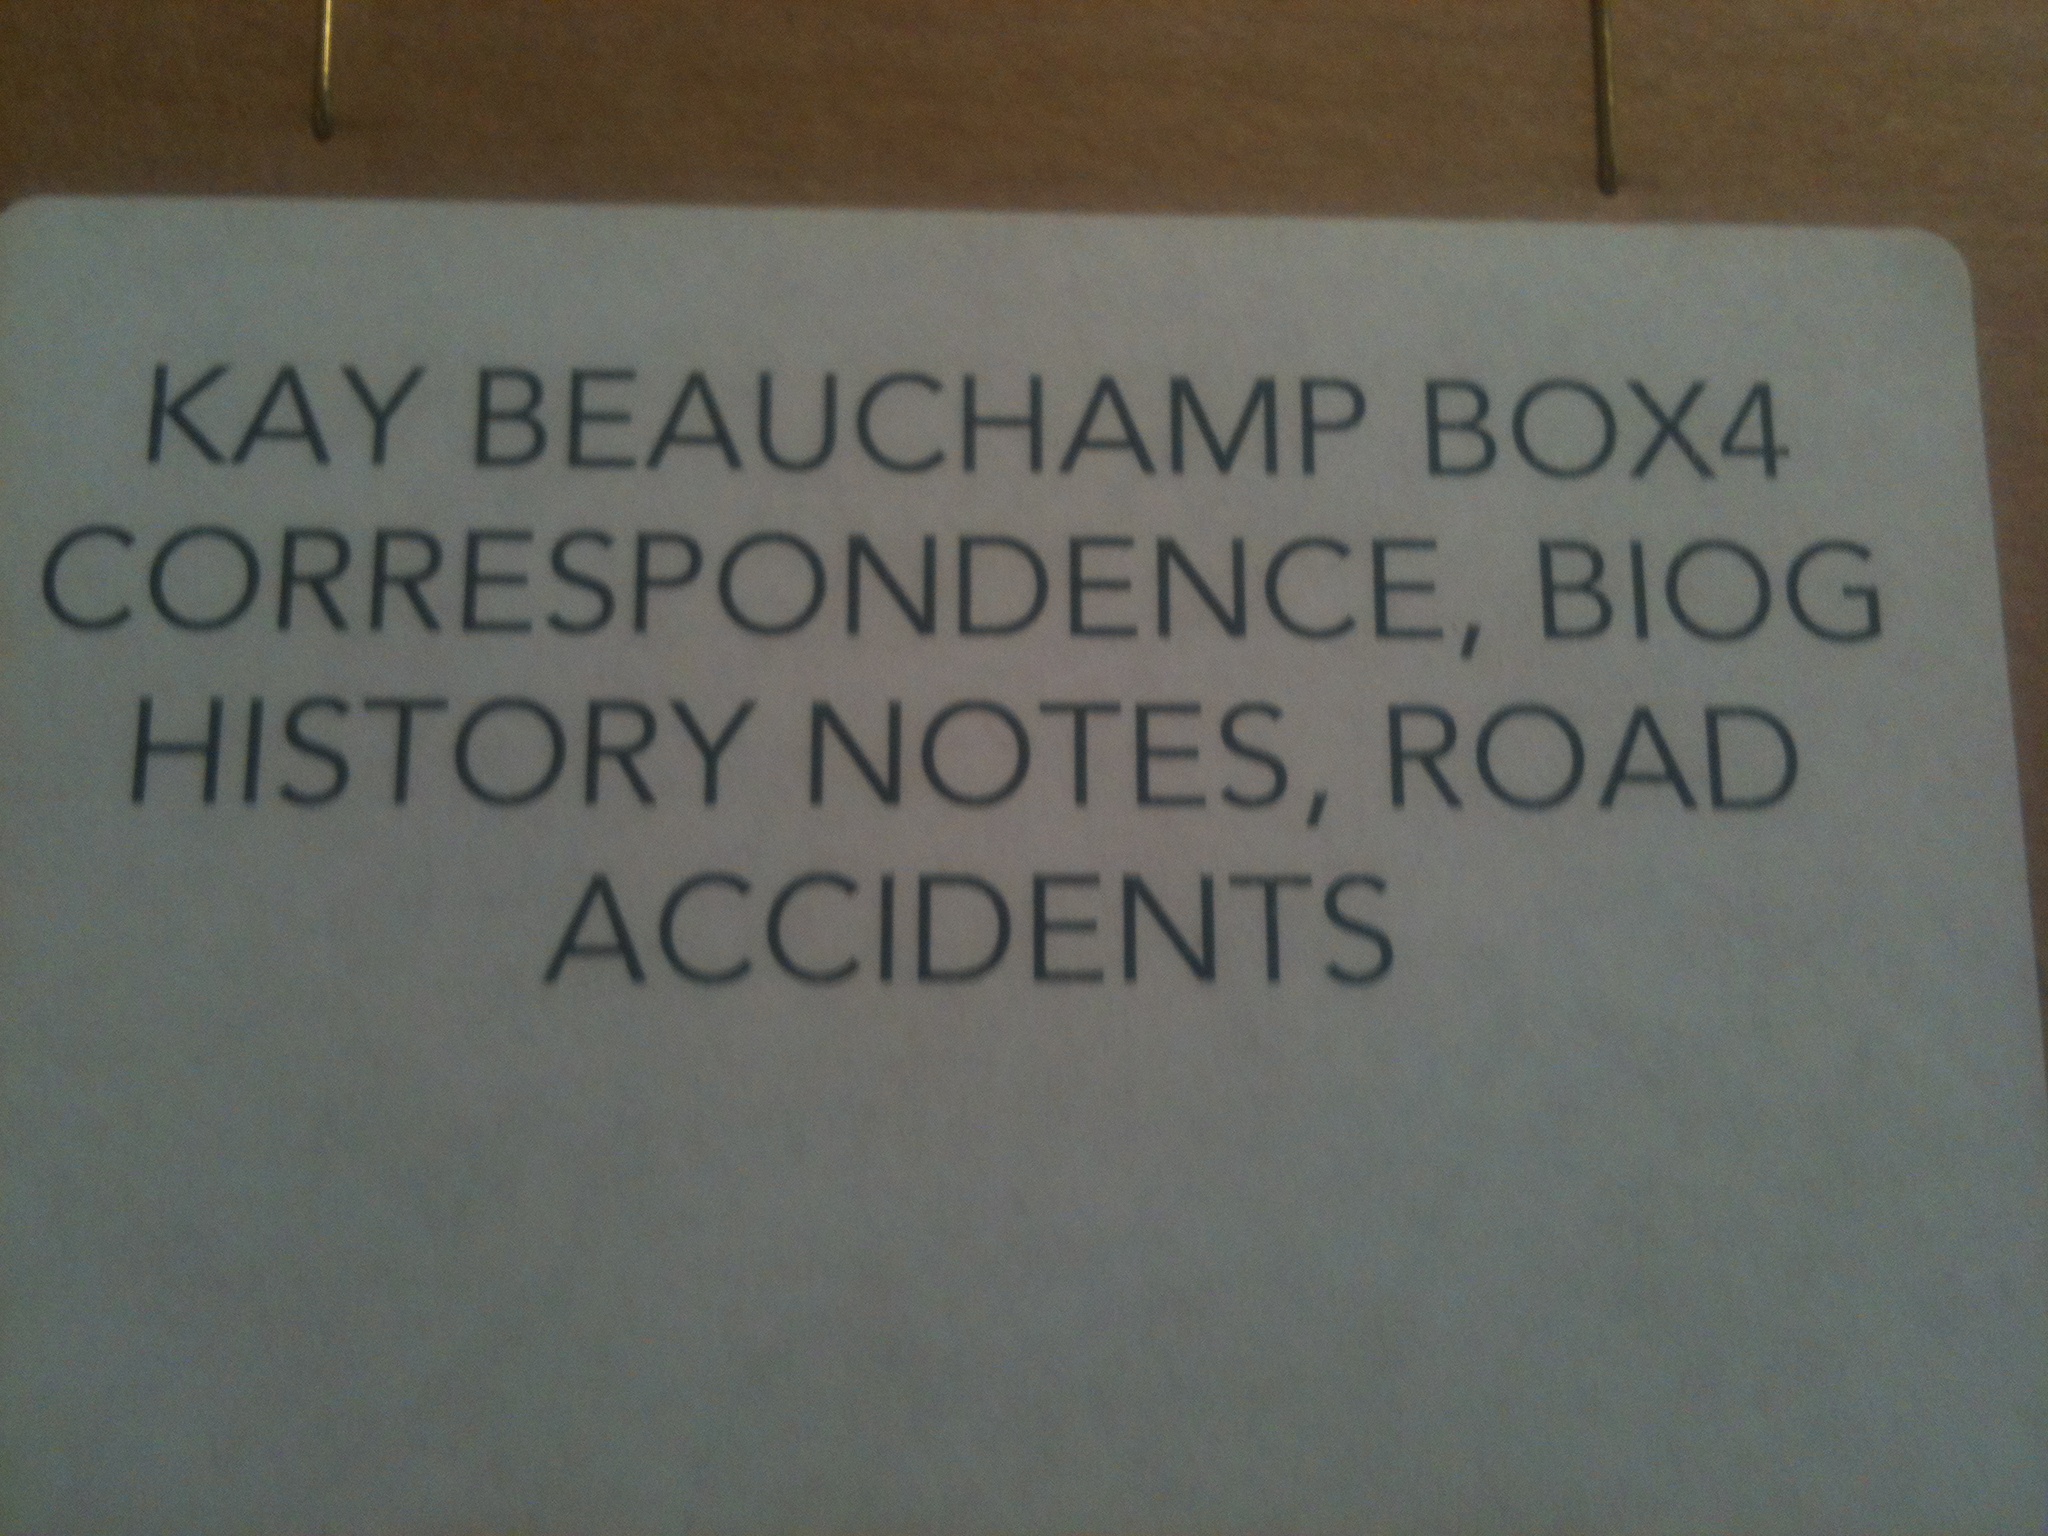 KAY BEAUCHAMP BOX4
CORRESPONDENCE, BIOG
HISTORY NOTES, ROAD
ACCIDENTS